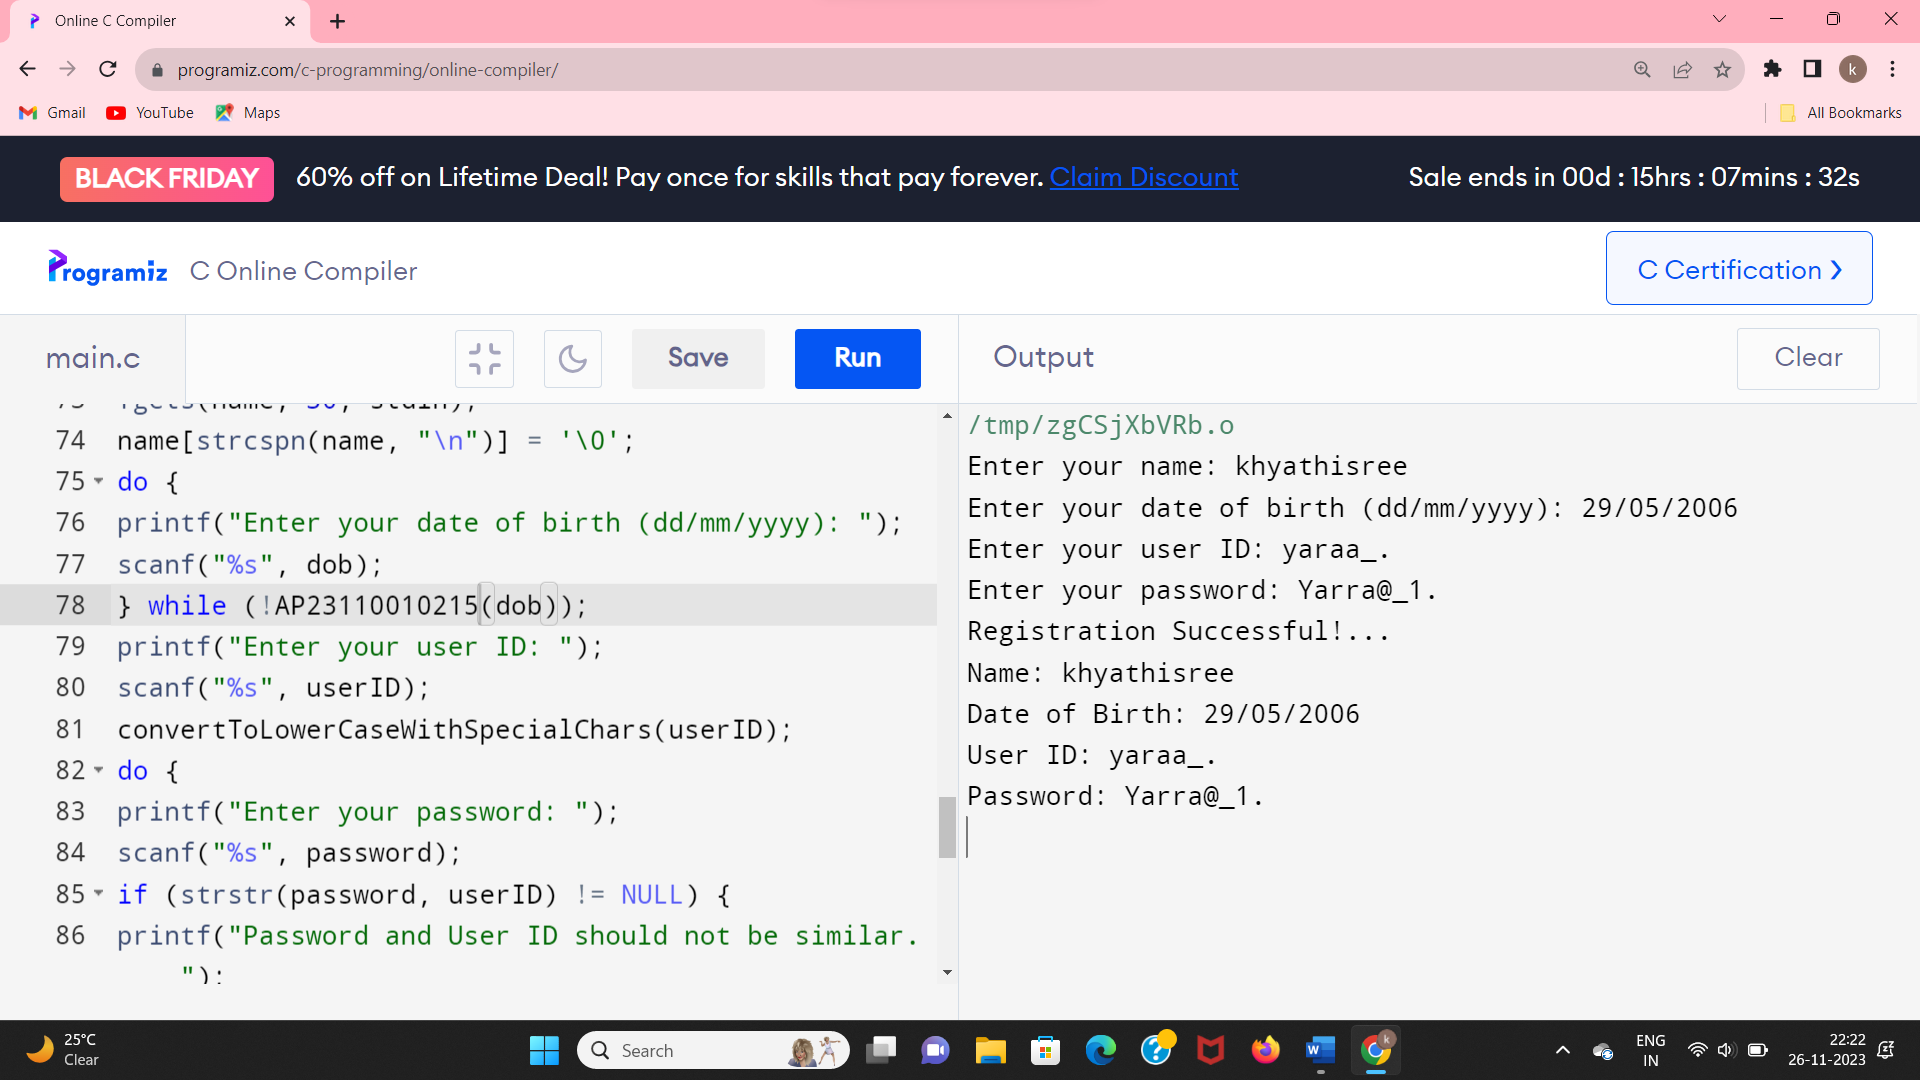 Online C Compiler
programiz.com/c-programming/online-compiler/
k
Gmail YouTube Maps
All Bookmarks
BLACK FRIDAY 60% off on Lifetime Deal! Pay once for skills that pay forever. Claim Discount Sale ends in 00d : 15hrs : 07mins : 32s
Programiz C Online Compiler
C Certification ❯
main.c
Save
Run
Output
Clear
74 name[strcspn(name, "\n")] = '\0';
75 do {
76 printf("Enter your date of birth (dd/mm/yyyy): ");
77 scanf("%s", dob);
78 } while (!AP23110010215(dob));
79 printf("Enter your user ID: ");
80 scanf("%s", userID);
81 convertToLowerCaseWithSpecialChars(userID);
82 do {
83 printf("Enter your password: ");
84 scanf("%s", password);
85 if (strstr(password, userID) != NULL) {
86 printf("Password and User ID should not be similar.
");
/tmp/zgCSjXbVRb.o
Enter your name: khyathisree
Enter your date of birth (dd/mm/yyyy): 29/05/2006
Enter your user ID: yaraa_.
Enter your password: Yarra@_1.
Registration Successful!...
Name: khyathisree
Date of Birth: 29/05/2006
User ID: yaraa_.
Password: Yarra@_1.
25°C
Clear
Search
ENG
IN
22:22
26-11-2023